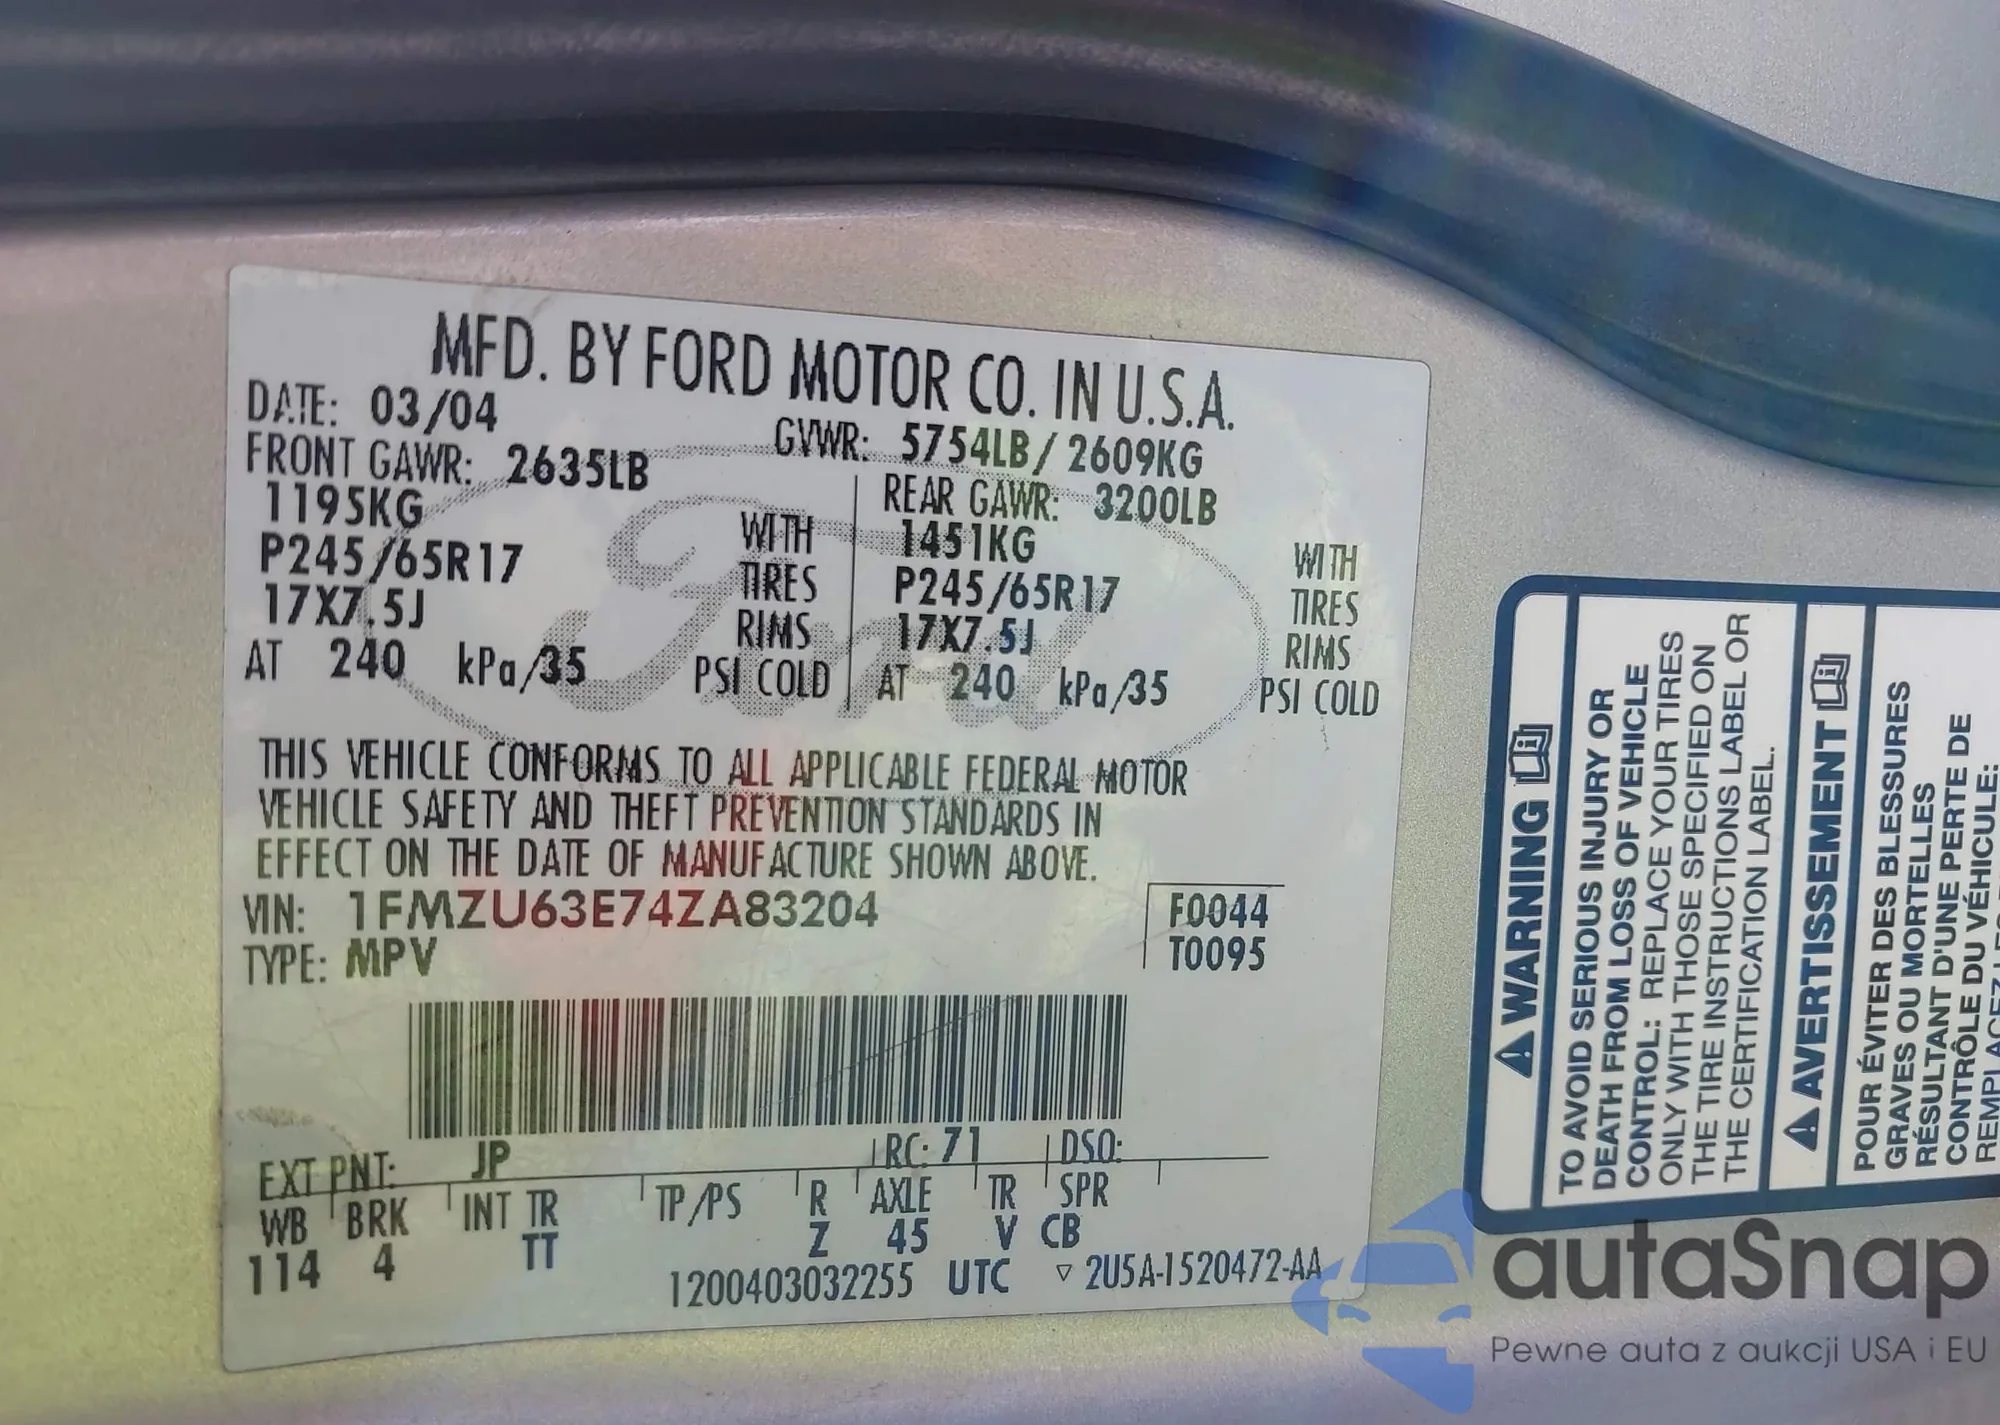 MFD. BY FORD MOTOR CO. IN U.S.A.
DATE: 03/04 GVWR: 5754LB/ 2609KG
FRONT GAWR: 2635LB REAR GAWR: 3200LB
1195KG WITH 1451KG WITH
P245/65R17 TIRES P245/65R17 TIRES
17X7.5J RIMS 17X7.5J RIMS
AT 240 kPa/35 PSI COLD AT 240 kPa/35 PSI COLD
Ford
THIS VEHICLE CONFORMS TO ALL APPLICABLE FEDERAL MOTOR
VEHICLE SAFETY AND THEFT PREVENTION STANDARDS IN
EFFECT ON THE DATE OF MANUFACTURE SHOWN ABOVE.
VIN: 1FMZU63E74ZA83204 F0044
TYPE: MPV T0095
EXT PNT: JP RC: 71 DSO:
WB BRK INT TR TP/PS R AXLE TR SPR
114 4 TT Z 45 V CB
1200403032255 UTC ▽ 2U5A-1520472-AA
⚠ WARNING
TO AVOID SERIOUS INJURY OR
DEATH FROM LOSS OF VEHICLE
CONTROL: REPLACE YOUR TIRES
ONLY WITH THOSE SPECIFIED ON
THE TIRE INSTRUCTIONS LABEL OR
THE CERTIFICATION LABEL.
⚠ AVERTISSEMENT
POUR ÉVITER DES BLESSURES
GRAVES OU MORTELLES
RÉSULTANT D'UNE PERTE DE
CONTRÔLE DU VÉHICULE:
autaSnap
Pewne auta z aukcji USA i EU